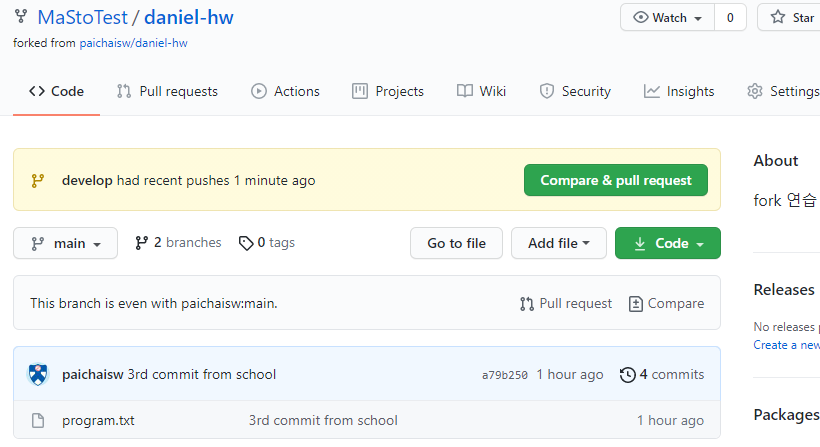 MaStoTest / daniel-hw
Watch 0 Star
forked from paichaisw/daniel-hw
Code Pull requests Actions Projects Wiki Security Insights Settings
develop had recent pushes 1 minute ago Compare & pull request
About
fork 연습
main 2 branches 0 tags Go to file Add file Code
This branch is even with paichaisw:main. Pull request Compare
Releases
No releases
Create a new
paichaisw 3rd commit from school a79b250 1 hour ago 4 commits
program.txt 3rd commit from school 1 hour ago
Packages